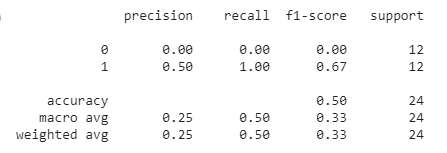 precision recall f1-score support
0 0.00 0.00 0.00 12
1 0.50 1.00 0.67 12
accuracy 0.50 24
macro avg 0.25 0.50 0.33 24
weighted avg 0.25 0.50 0.33 24